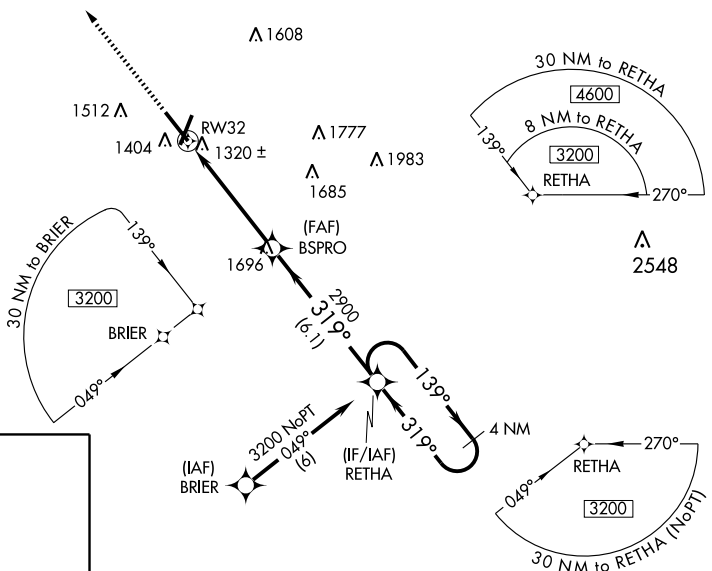 1608
1512
RW32
1404
1320 ±
1777
1983
1685
30 NM to RETHA
4600
8 NM to RETHA
3200
139°
RETHA
270°
2548
(FAF)
BSPRO
1696
30 NM to BRIER
139°
3200
BRIER
049°
2900
319°
(6.1)
139°
319°
4 NM
3200 NoPT
049°
(6)
(IAF)
BRIER
(IF/IAF)
RETHA
270°
RETHA
049°
3200
30 NM to RETHA (NoPT)